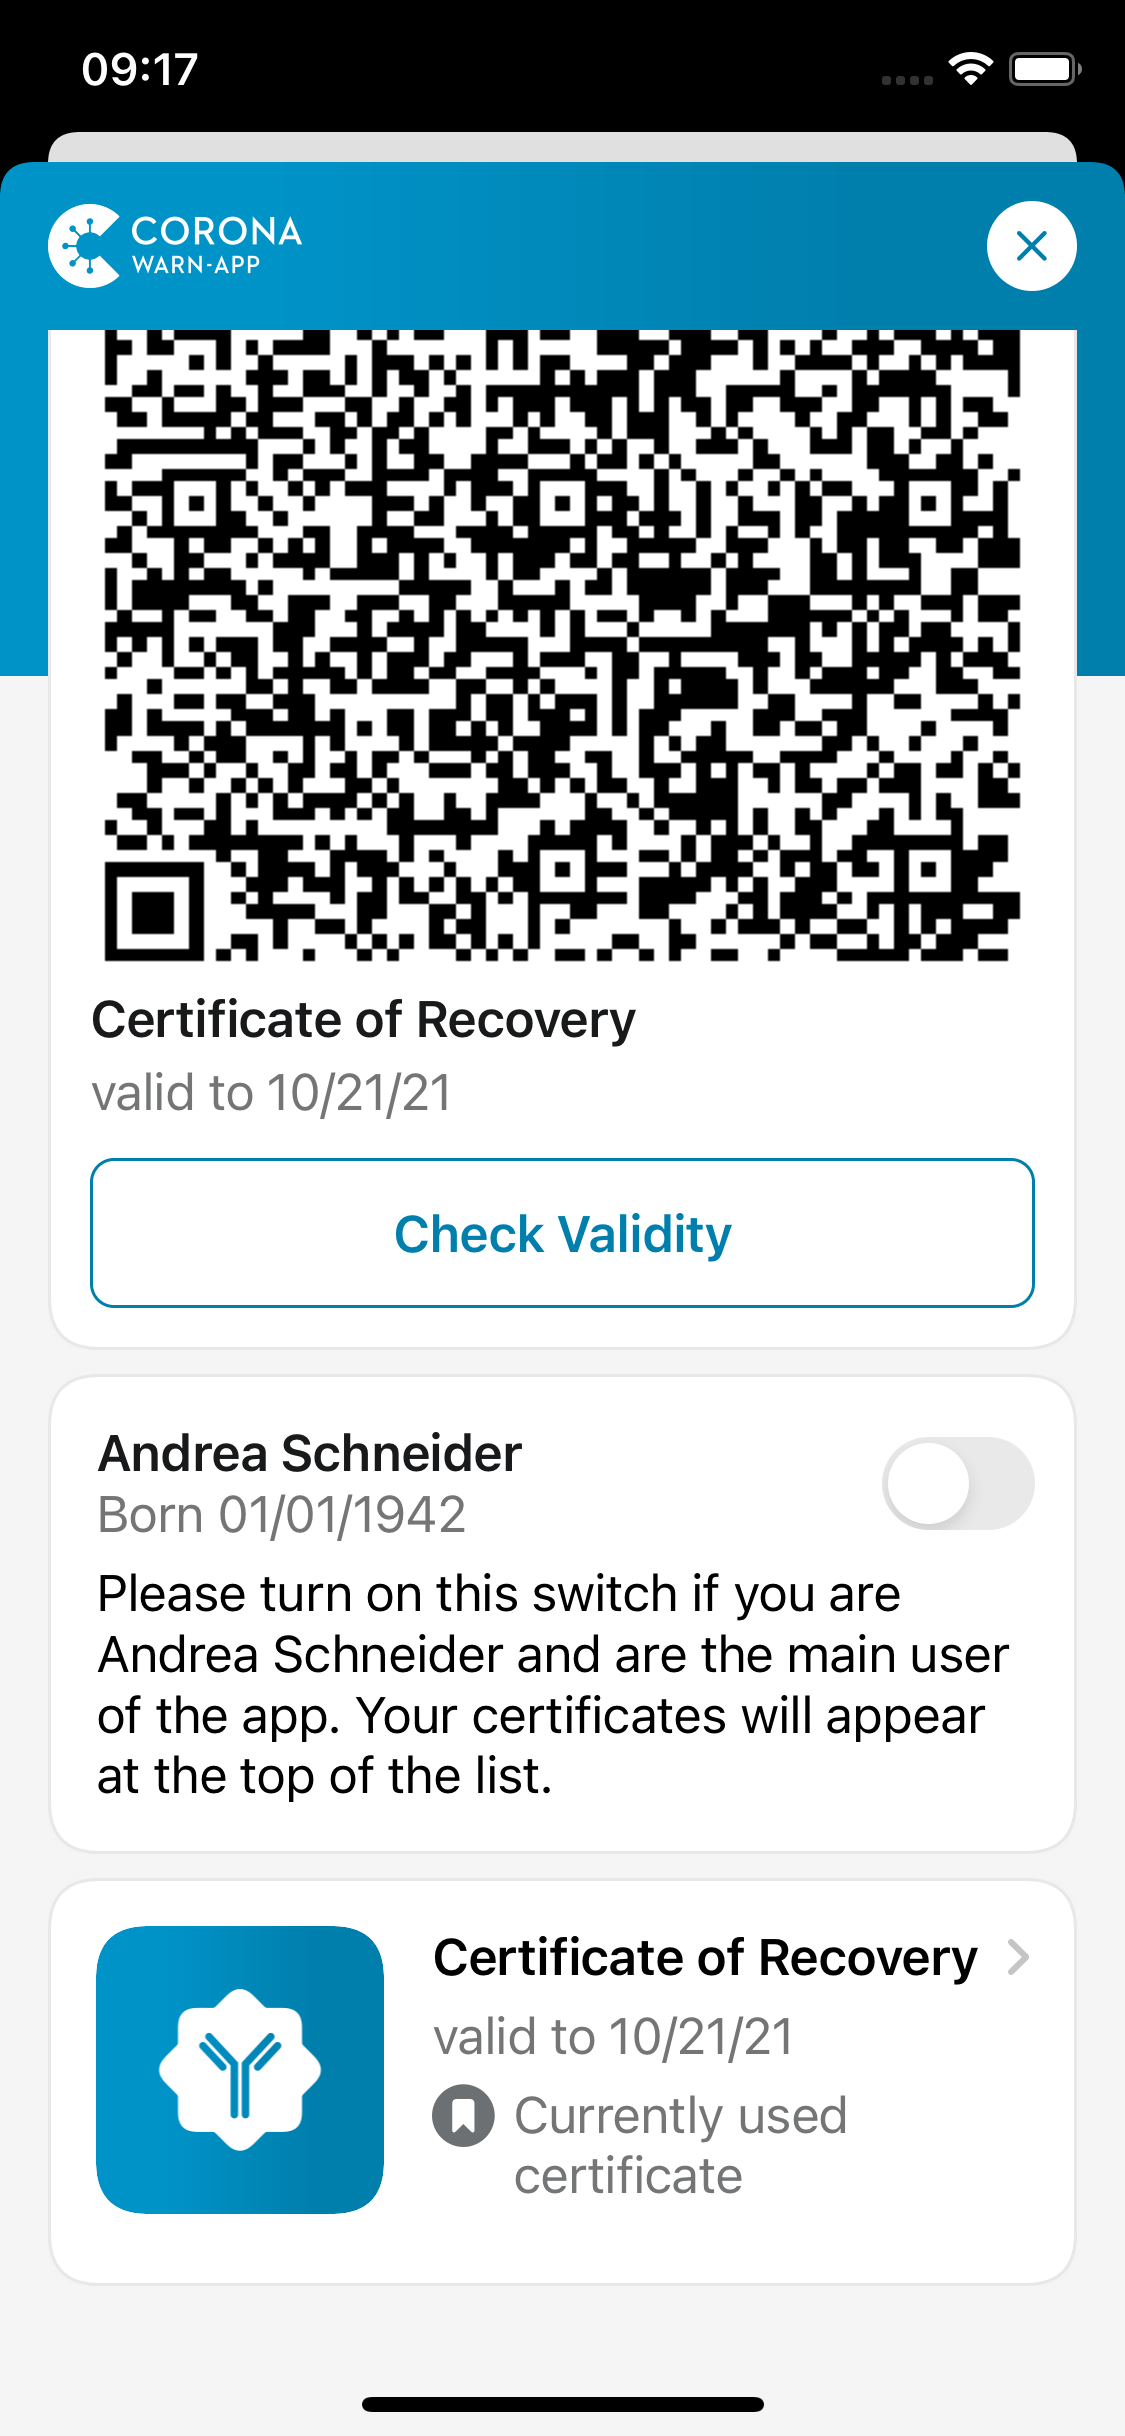 09:17
CORONA
WARN-APP
Certificate of Recovery
valid to 10/21/21
Check Validity
Andrea Schneider
Born 01/01/1942
Please turn on this switch if you are
Andrea Schneider and are the main user
of the app. Your certificates will appear
at the top of the list.
Certificate of Recovery
valid to 10/21/21
Currently used
certificate